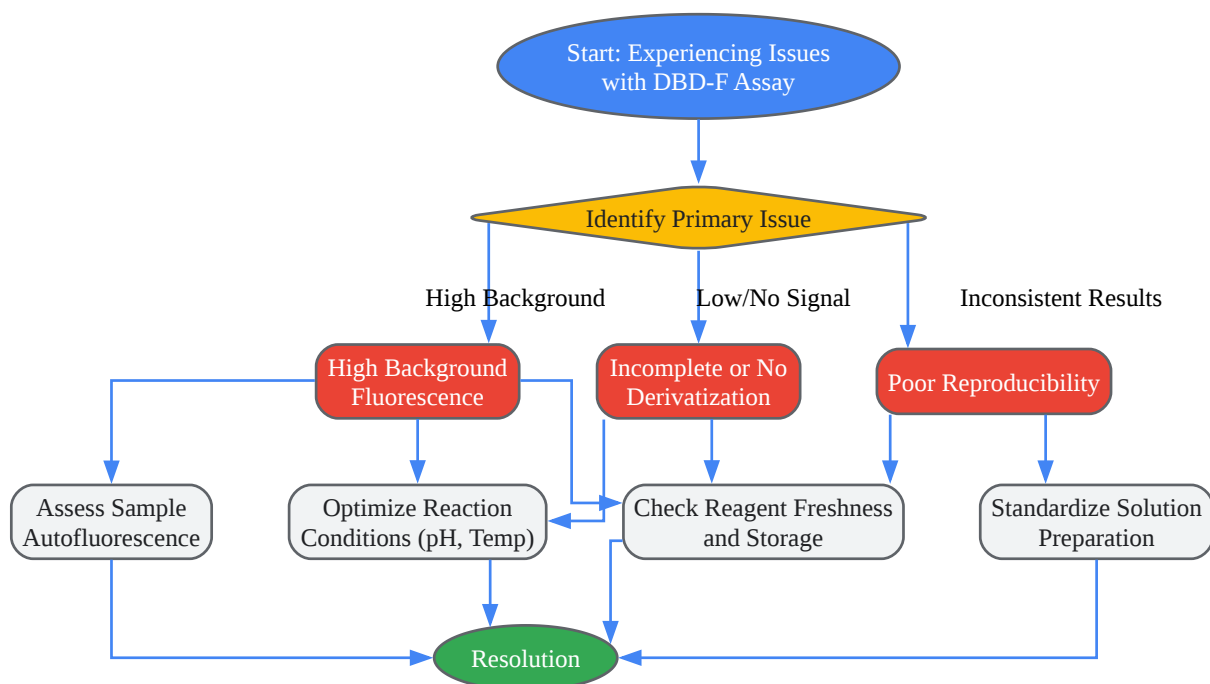 Start: Experiencing Issues
with DBD-F Assay
Identify Primary Issue
High Background
Low/No Signal
Inconsistent Results
High Background
Fluorescence
Incomplete or No
Derivatization
Poor Reproducibility
Assess Sample
Autofluorescence
Optimize Reaction
Conditions (pH, Temp)
Check Reagent Freshness
and Storage
Standardize Solution
Preparation
Resolution